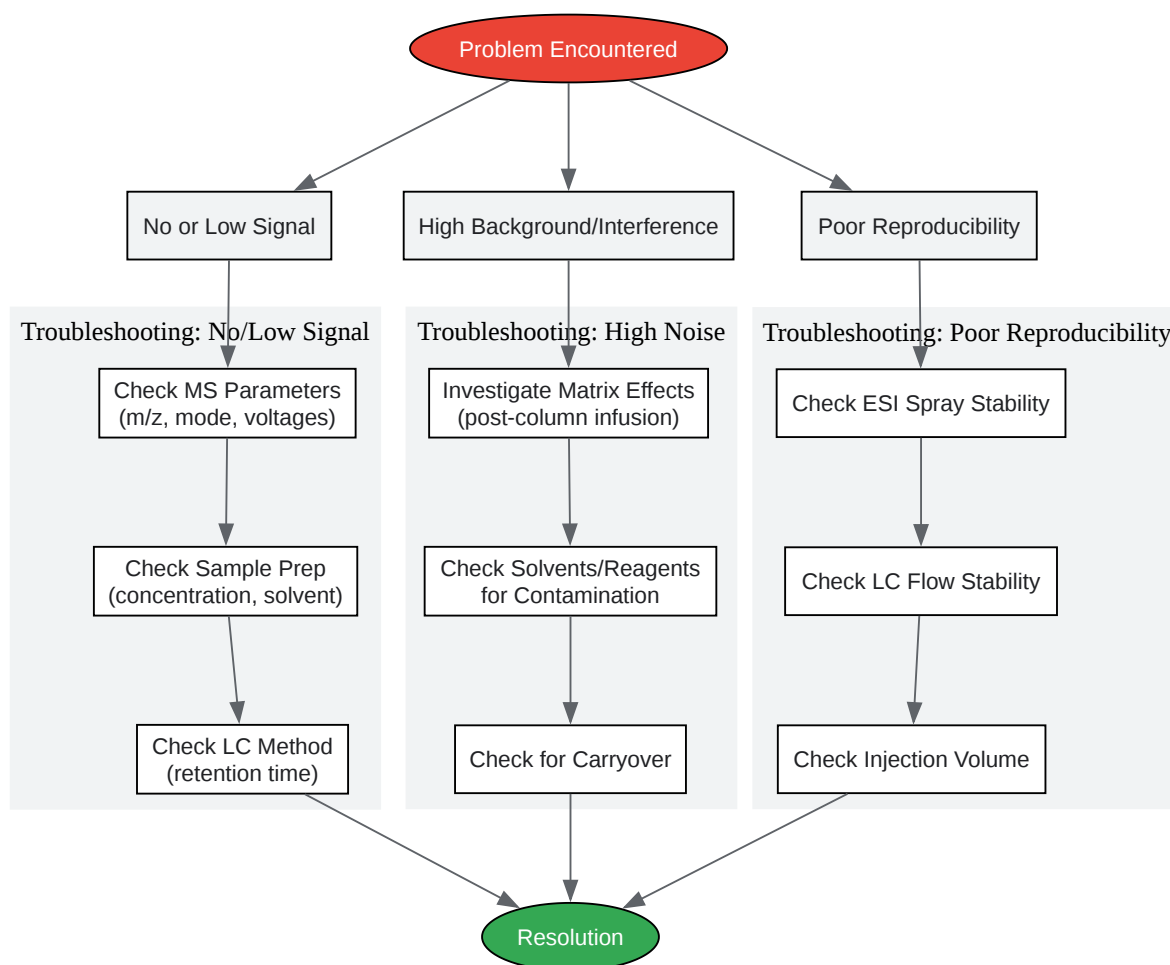 Problem Encountered
No or Low Signal
High Background/Interference
Poor Reproducibility
Troubleshooting: No/Low Signal
Troubleshooting: High Noise
Troubleshooting: Poor Reproducibility
Check MS Parameters
(m/z, mode, voltages)
Investigate Matrix Effects
(post-column infusion)
Check ESI Spray Stability
Check Sample Prep
(concentration, solvent)
Check Solvents/Reagents
for Contamination
Check LC Flow Stability
Check LC Method
(retention time)
Check for Carryover
Check Injection Volume
Resolution